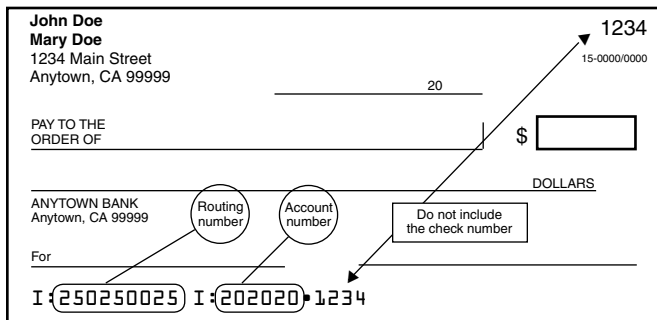 John Doe
Mary Doe
1234 Main Street
Anytown, CA 99999
1234
15-0000/0000
20
PAY TO THE
ORDER OF
$
DOLLARS
ANYTOWN BANK
Anytown, CA 99999
Routing
number
Account
number
Do not include
the check number
For
I:250250025 I:202020•1234